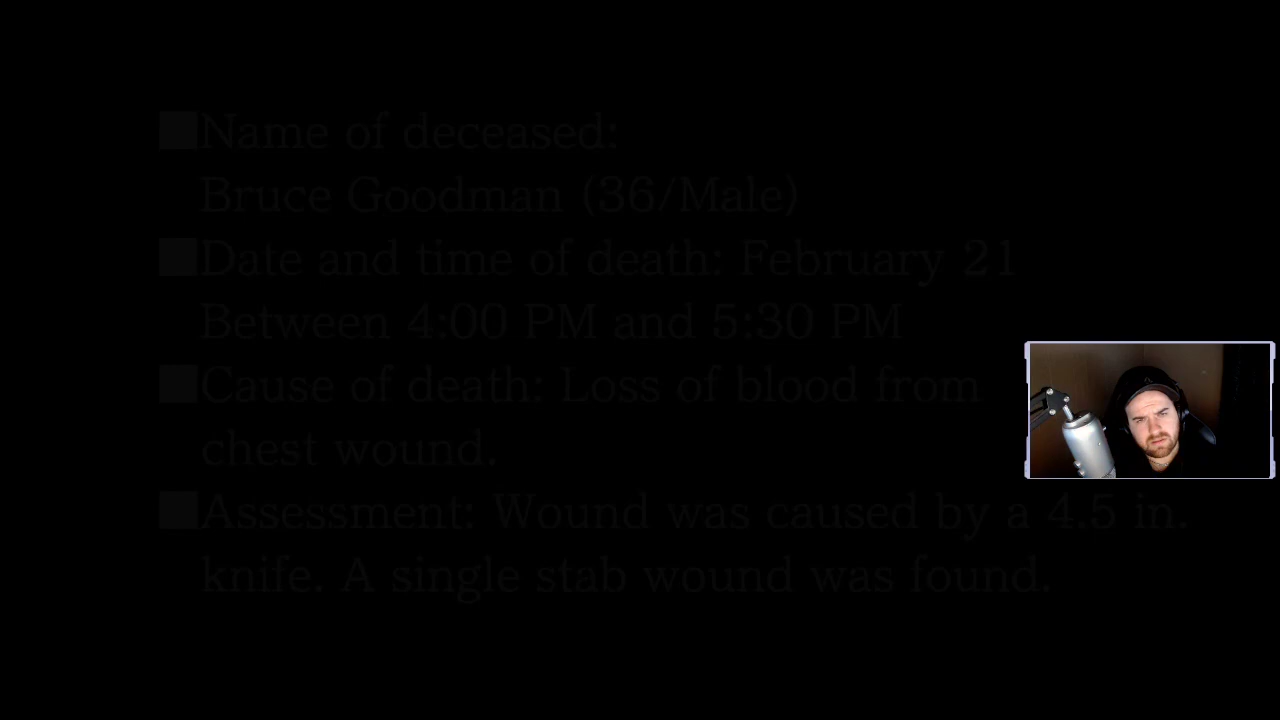 ■Name of deceased:
Bruce Goodman (36/Male)
■Date and time of death: February 21
Between 4:00 PM and 5:30 PM
■Cause of death: Loss of blood from
chest wound.
■Assessment: Wound was caused by a 4.5 in.
knife. A single stab wound was found.